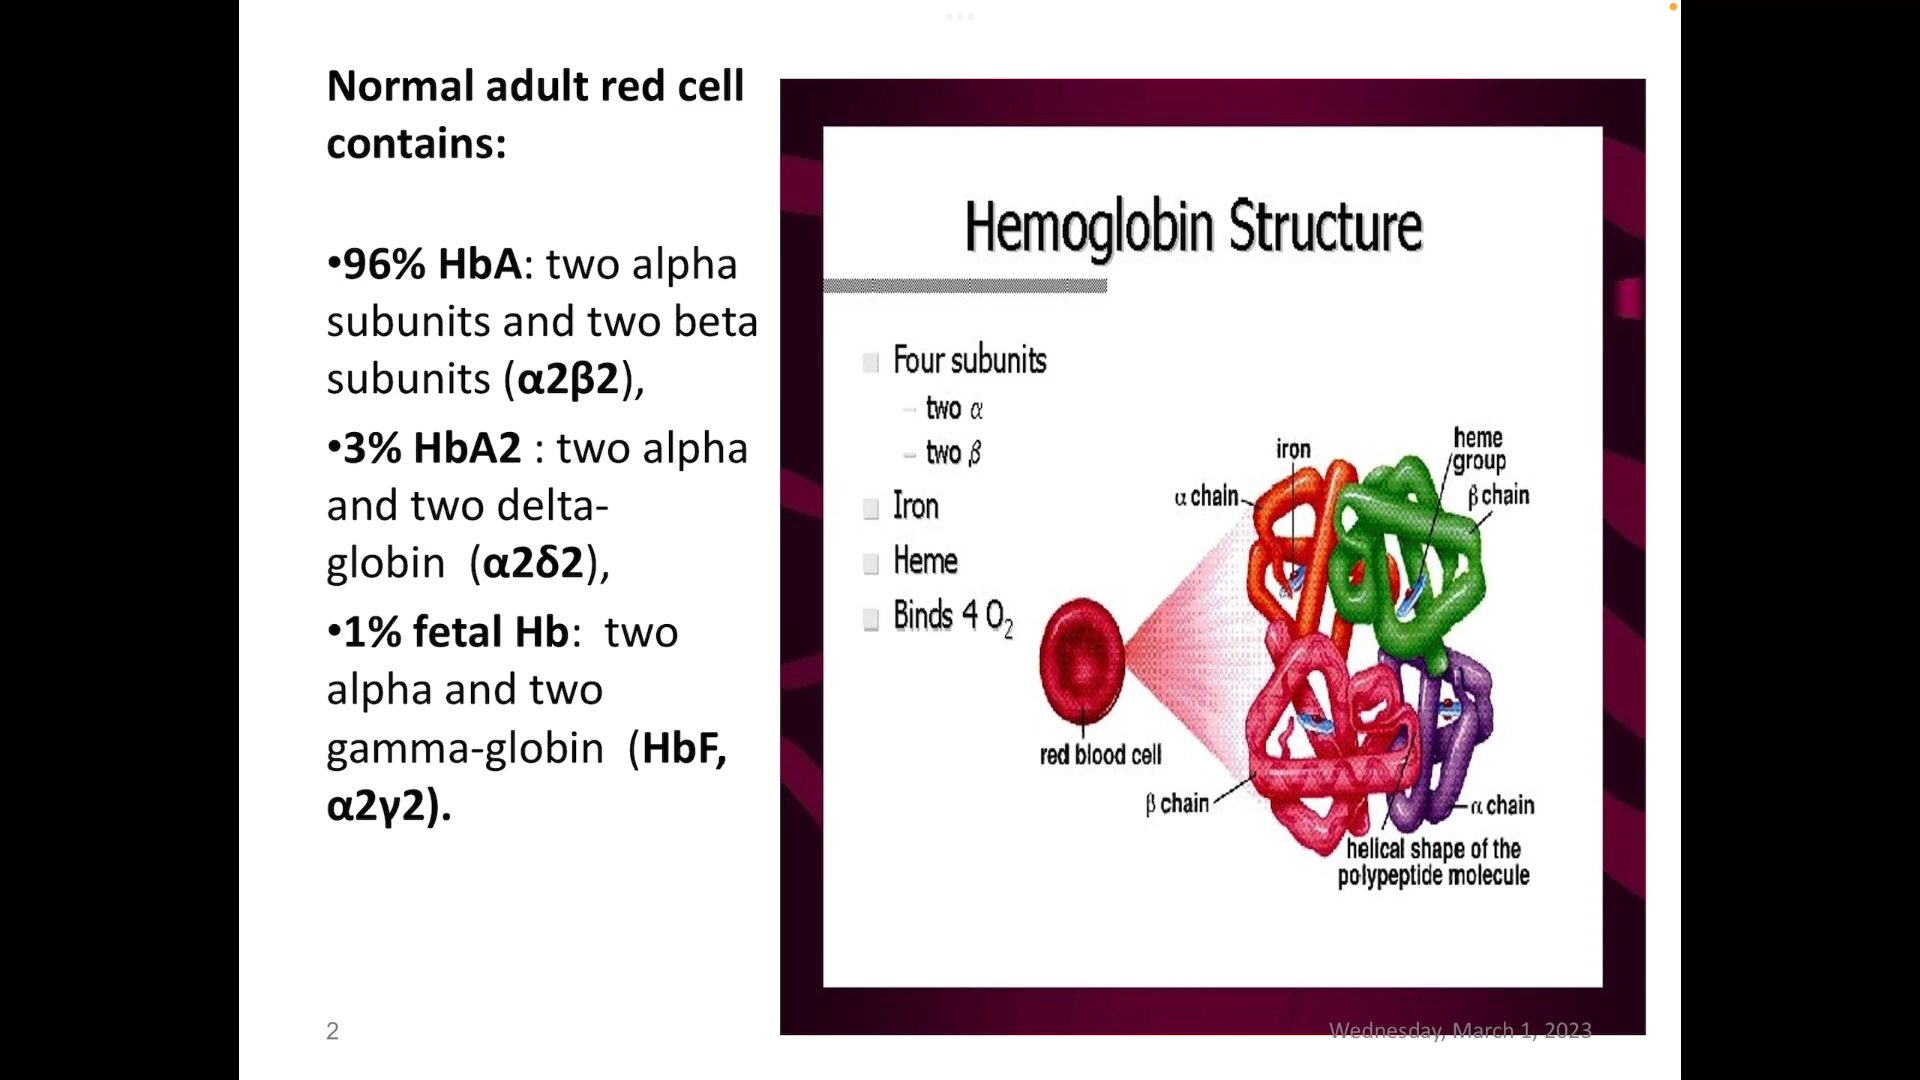 Normal adult red cell
contains:
•96% HbA: two alpha
subunits and two beta
subunits (α2β2),
•3% HbA2 : two alpha
and two delta-
globin (α2δ2),
•1% fetal Hb: two
alpha and two
gamma-globin (HbF,
α2γ2).
2
Hemoglobin Structure
Four subunits
– two α
– two β
Iron
Heme
Binds 4 O2
iron
heme
group
α chain
β chain
red blood cell
β chain
α chain
helical shape of the
polypeptide molecule
Wednesday, March 1, 2023